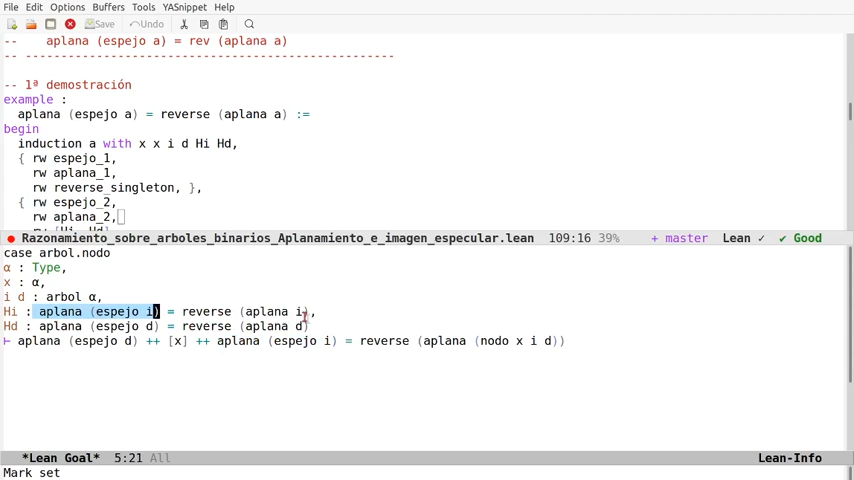 File Edit Options Buffers Tools YASnippet Help
Save Undo
--   aplana (espejo a) = rev (aplana a)
-- ---------------------------------------------------
-- 1ª demostración
example :
  aplana (espejo a) = reverse (aplana a) :=
begin
  induction a with x x i d Hi Hd,
  { rw espejo_1,
    rw aplana_1,
    rw reverse_singleton, },
  { rw espejo_2,
    rw aplana_2,
    rw [Hi, Hd]
Razonamiento_sobre_arboles_binarios_Aplanamiento_e_imagen_especular.lean 109:16 39% + master Lean ✓ ✔ Good
case arbol.nodo
α : Type,
x : α,
i d : arbol α,
Hi : aplana (espejo i) = reverse (aplana i),
Hd : aplana (espejo d) = reverse (aplana d)
⊢ aplana (espejo d) ++ [x] ++ aplana (espejo i) = reverse (aplana (nodo x i d))
*Lean Goal* 5:21 All Lean-Info
Mark set